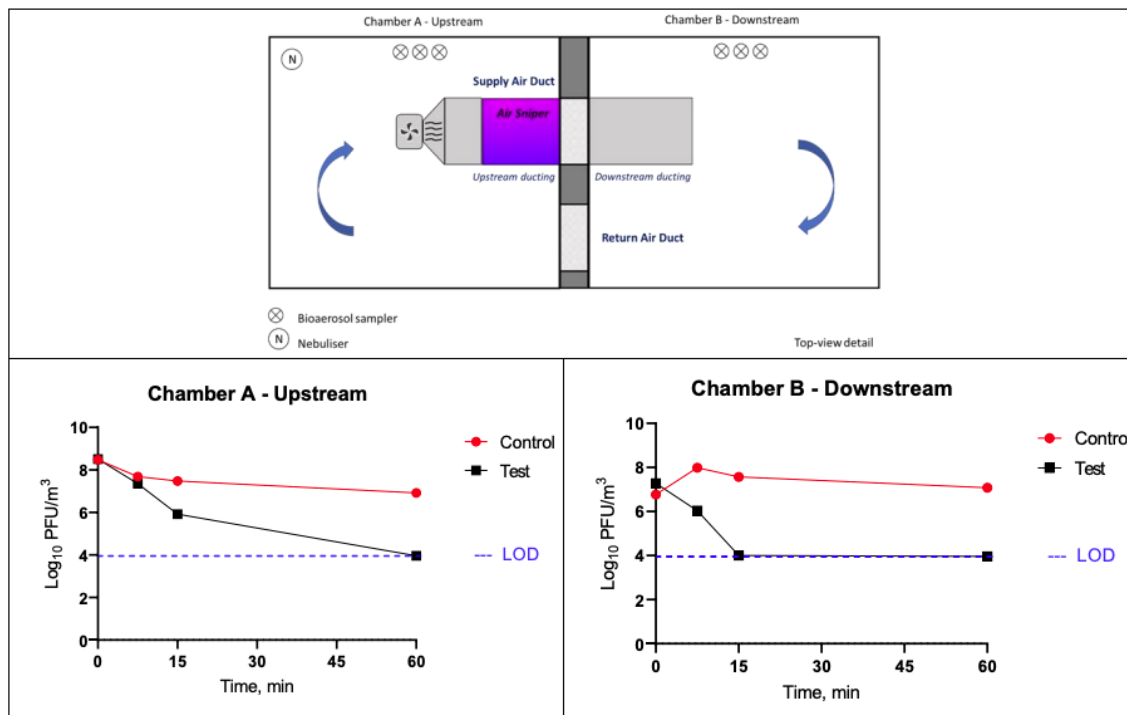 Chamber A - Upstream
Chamber B - Downstream
N
Supply Air Duct
Air Sniper
Upstream ducting
Downstream ducting
Return Air Duct
Bioaerosol sampler
N
Nebuliser
Top-view detail
Chamber A - Upstream
Log10 PFU/m3
10
8
6
4
2
0
0
15
30
45
60
Time, min
Control
Test
LOD
Chamber B - Downstream
Log10 PFU/m3
10
8
6
4
2
0
0
15
30
45
60
Time, min
Control
Test
LOD